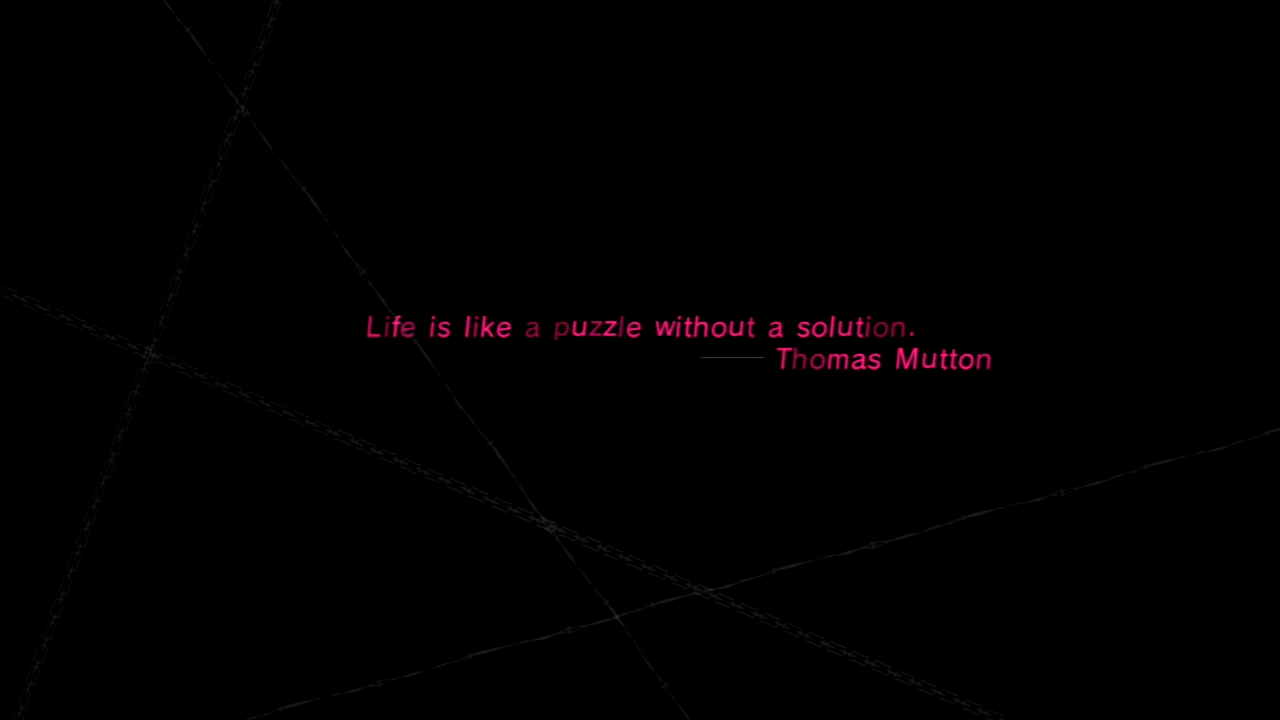 Life is like a puzzle without a solution.
—— Thomas Mutton